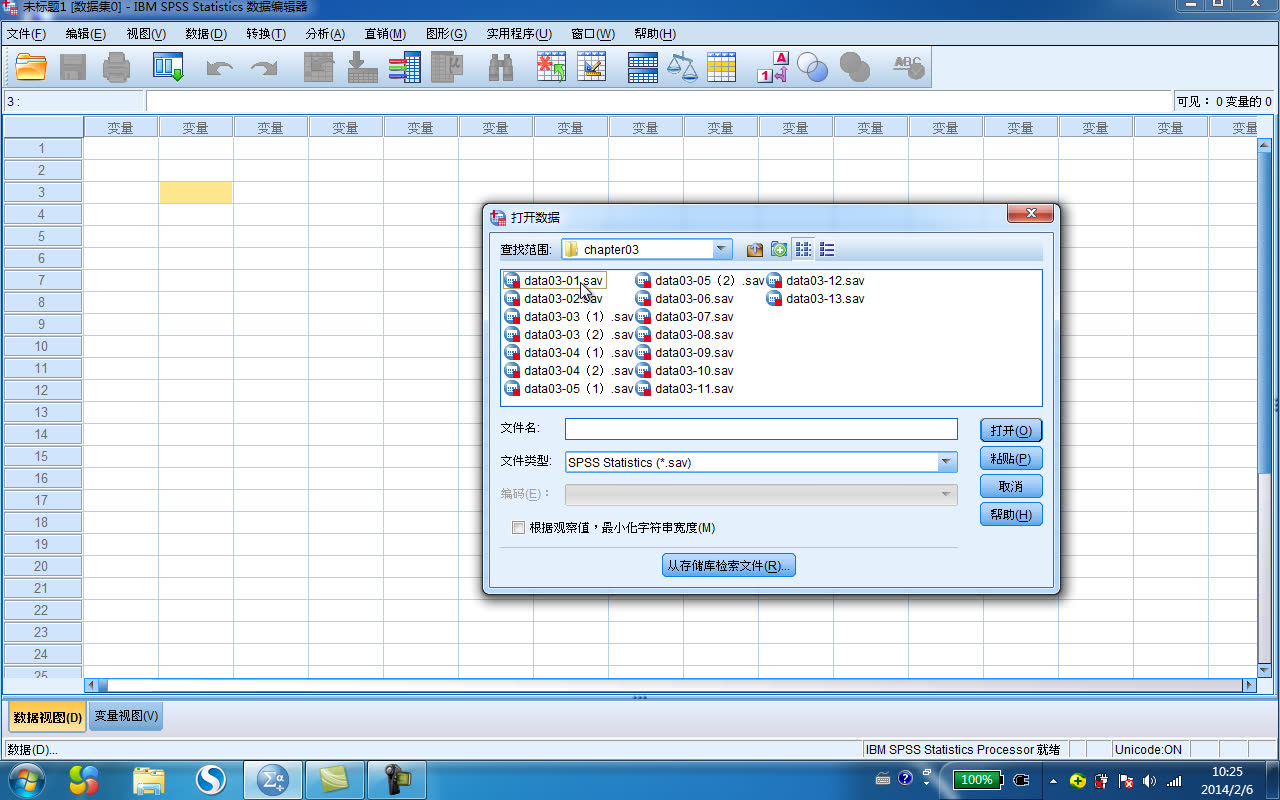 未标题1 [数据集0] - IBM SPSS Statistics 数据编辑器
文件(F) 编辑(E) 视图(V) 数据(D) 转换(T) 分析(A) 直销(M) 图形(G) 实用程序(U) 窗口(W) 帮助(H)
3 : 可见： 0 变量的 0
变量 变量 变量 变量 变量 变量 变量 变量 变量 变量 变量 变量 变量 变量 变量 变量
1
2
3
4
5
6
7
8
9
10
11
12
13
14
15
16
17
18
19
20
21
22
23
24
25
打开数据
查找范围: chapter03
data03-01.sav data03-05（2）.sav data03-12.sav
data03-02.sav data03-06.sav data03-13.sav
data03-03（1）.sav data03-07.sav
data03-03（2）.sav data03-08.sav
data03-04（1）.sav data03-09.sav
data03-04（2）.sav data03-10.sav
data03-05（1）.sav data03-11.sav
文件名: 打开(O)
文件类型: SPSS Statistics (*.sav) 粘贴(P)
编码(E)： 取消
帮助(H)
根据观察值，最小化字符串宽度(M)
从存储库检索文件(R)...
数据视图(D) 变量视图(V)
数据(D)... IBM SPSS Statistics Processor 就绪 Unicode:ON
100% 10:25
2014/2/6